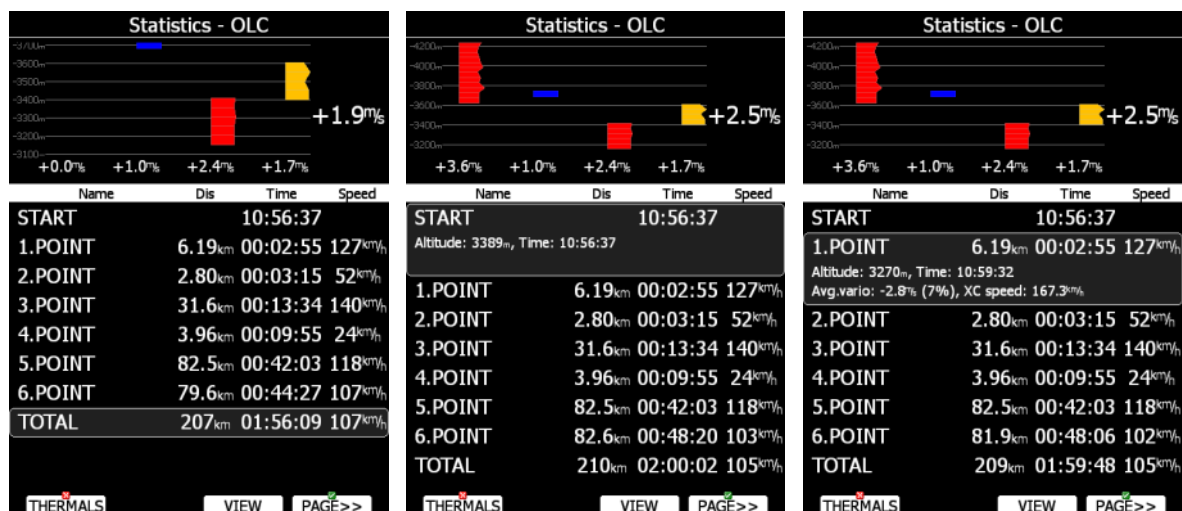 Statistics - OLC
-3700m
-3600m
-3500m
-3400m
-3300m
-3200m
-3100m
+1.9m/s
+0.0m/s +1.0m/s +2.4m/s +1.7m/s
Name Dis Time Speed
START 10:56:37
1.POINT 6.19km 00:02:55 127km/h
2.POINT 2.80km 00:03:15 52km/h
3.POINT 31.6km 00:13:34 140km/h
4.POINT 3.96km 00:09:55 24km/h
5.POINT 82.5km 00:42:03 118km/h
6.POINT 79.6km 00:44:27 107km/h
TOTAL 207km 01:56:09 107km/h
THERMALS VIEW PAGE>>
Statistics - OLC
-4200m
-4000m
-3800m
-3600m
-3400m
-3200m
+2.5m/s
+3.6m/s +1.0m/s +2.4m/s +1.7m/s
Name Dis Time Speed
START 10:56:37
Altitude: 3389m, Time: 10:56:37
1.POINT 6.19km 00:02:55 127km/h
2.POINT 2.80km 00:03:15 52km/h
3.POINT 31.6km 00:13:34 140km/h
4.POINT 3.96km 00:09:55 24km/h
5.POINT 82.5km 00:42:03 118km/h
6.POINT 82.6km 00:48:20 103km/h
TOTAL 210km 02:00:02 105km/h
THERMALS VIEW PAGE>>
Statistics - OLC
-4200m
-4000m
-3800m
-3600m
-3400m
-3200m
+2.5m/s
+3.6m/s +1.0m/s +2.4m/s +1.7m/s
Name Dis Time Speed
START 10:56:37
1.POINT 6.19km 00:02:55 127km/h
Altitude: 3270m, Time: 10:59:32
Avg.vario: -2.8m/s (7%), XC speed: 167.3km/h
2.POINT 2.80km 00:03:15 52km/h
3.POINT 31.6km 00:13:34 140km/h
4.POINT 3.96km 00:09:55 24km/h
5.POINT 82.5km 00:42:03 118km/h
6.POINT 81.9km 00:48:06 102km/h
TOTAL 209km 01:59:48 105km/h
THERMALS VIEW PAGE>>